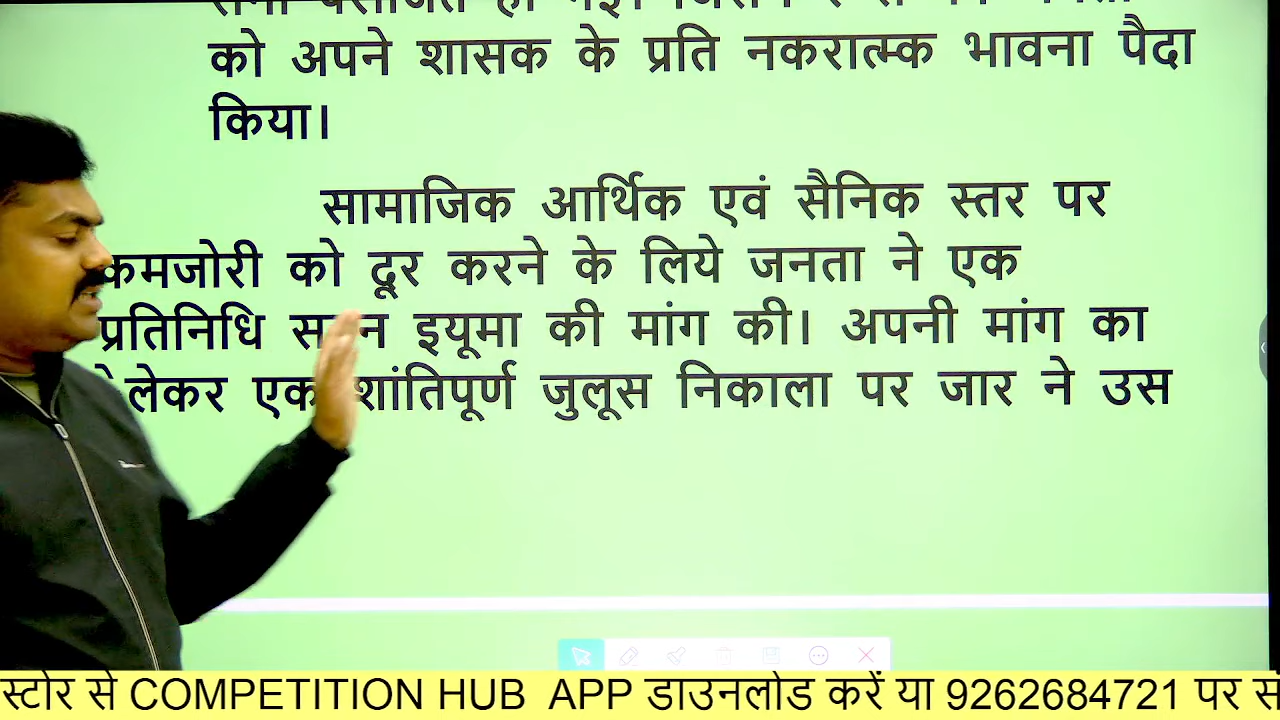 को अपने शासक के प्रति नकरात्म्क भावना पैदा
किया।
सामाजिक आर्थिक एवं सैनिक स्तर पर
कमजोरी को दूर करने के लिये जनता ने एक
प्रतिनिधि इयूमा की मांग की। अपनी मांग का
लेकर एक शांतिपूर्ण जुलूस निकाला पर जार ने उस
स्टोर से COMPETITION HUB APP डाउनलोड करें या 9262684721 पर